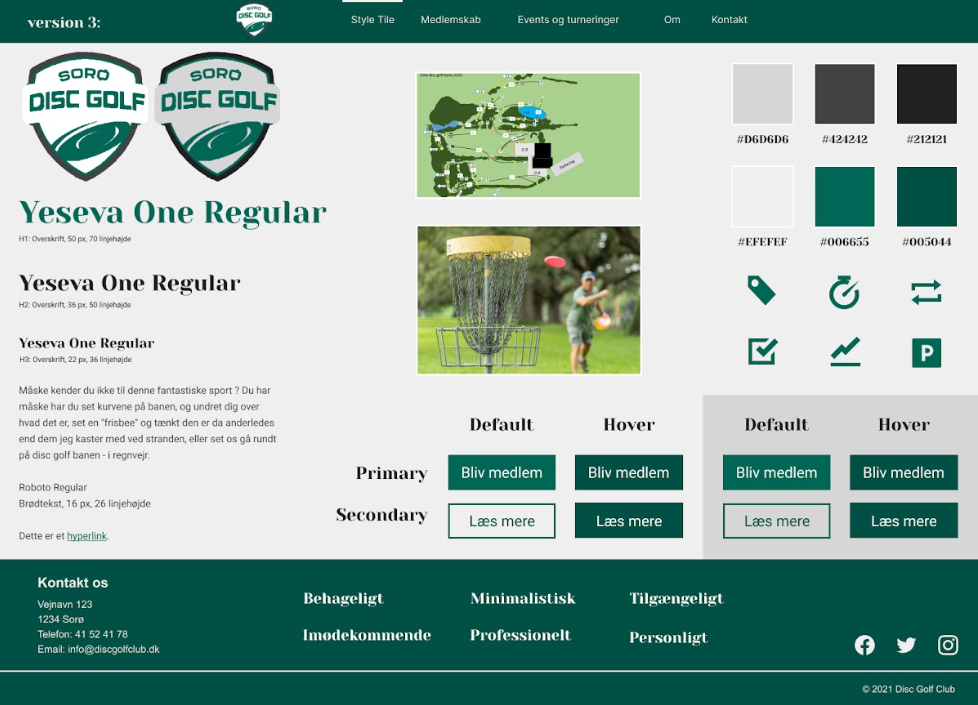 version 3:
SORØ
DISC GOLF
Style Tile
Medlemskab
Events og turneringer
Om
Kontakt
SORØ
DISC GOLF
SORØ
DISC GOLF
Yeseva One Regular
H1: Overskrift, 50 px, 70 linjehøjde
Yeseva One Regular
H2: Overskrift, 36 px, 50 linjehøjde
Yeseva One Regular
H3: Overskrift, 22 px, 36 linjehøjde
Måske kender du ikke til denne fantastiske sport ? Du har
måske har du set kurvene på banen, og undret dig over
hvad det er, set en "frisbee" og tænkt den er da anderledes
end dem jeg kaster med ved stranden, eller set os gå rundt
på disc golf banen - i regnvejr.
Roboto Regular
Brødtekst, 16 px, 26 linjehøjde
Dette er et hyperlink.
Parkering
#D6D6D6
#424242
#212121
#EFEFEF
#006655
#005044
P
Default
Hover
Primary
Bliv medlem
Bliv medlem
Secondary
Læs mere
Læs mere
Default
Hover
Bliv medlem
Bliv medlem
Læs mere
Læs mere
Kontakt os
Vejnavn 123
1234 Sorø
Telefon: 41 52 41 78
Email: info@discgolfclub.dk
Behageligt
Minimalistisk
Tilgængeligt
Imødekommende
Professionelt
Personligt
© 2021 Disc Golf Club